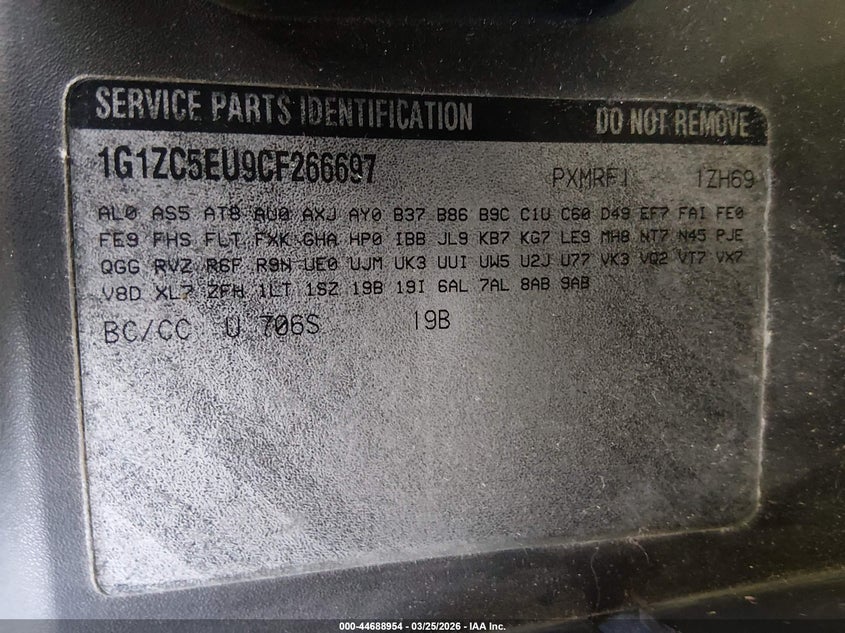 SERVICE PARTS IDENTIFICATION DO NOT REMOVE
1G1ZC5EU9CF266697 PXMRFI 1ZH69
AL0 AS5 AT8 AU0 AXJ AY0 B37 B86 B9C C1U C60 D49 EF7 FAI FE0
FE9 FHS FLT FXK GHA HP0 IBB JL9 KB7 KG7 LE9 MH8 NT7 N45 PJE
QGG RVZ R6F R9N UE0 UJM UK3 UUI UW5 U2J U77 VK3 VQ2 VT7 VX7
V8D XL7 ZFH 1LT 1SZ 19B 19I 6AL 7AL 8AB 9AB
BC/CC U 706S 19B
000-44688954 | 03/25/2026 - IAA Inc.